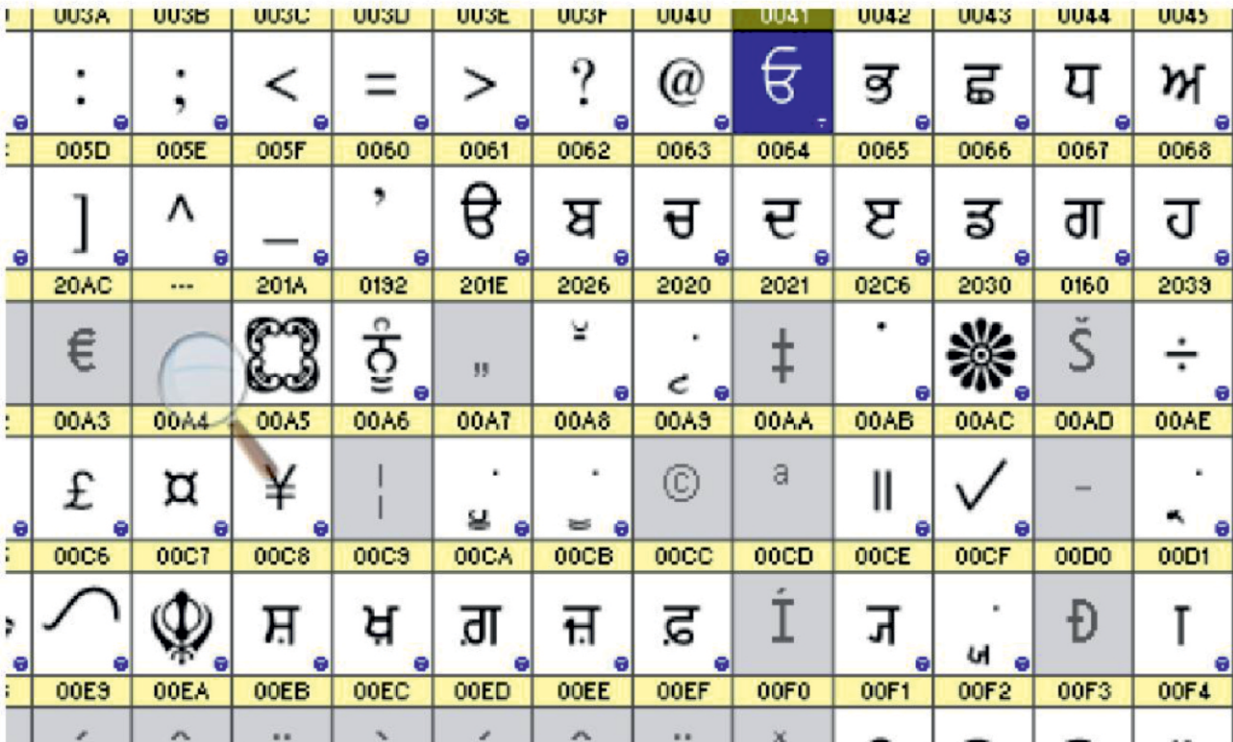 003A 003B 003C 003D 003E 003F 0040 0041 0042 0043 0044 0045
: ; < = > ? @ ਓ ਭ ਛ ਧ ਅ
005D 005E 005F 0060 0061 0062 0063 0064 0065 0066 0067 0068
] ^ _ ’ ੳ ਬ ਚ ਦ ੲ ਡ ਗ ਹ
20AC --- 201A 0192 201E 2026 2020 2021 02C6 2030 0160 2039
€ „ ‡ Š ÷
00A3 00A4 00A5 00A6 00A7 00A8 00A9 00AA 00AB 00AC 00AD 00AE
£ ¤ ¥ ¦ © ª ॥ ✓ -
00C6 00C7 00C8 00C9 00CA 00CB 00CC 00CD 00CE 00CF 00D0 00D1
☬ ਸ਼ ਖ਼ ਗ਼ ਜ਼ ਫ਼ Í Ð
00E9 00EA 00EB 00EC 00ED 00EE 00EF 00F0 00F1 00F2 00F3 00F4